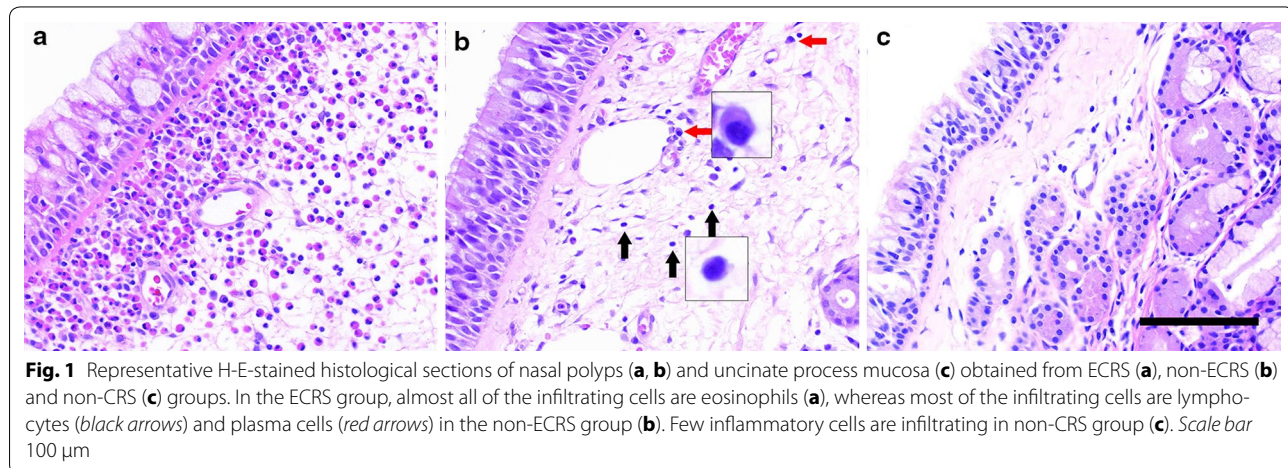 a
b
c
Fig. 1 Representative H-E-stained histological sections of nasal polyps (a, b) and uncinate process mucosa (c) obtained from ECRS (a), non-ECRS (b)
and non-CRS (c) groups. In the ECRS group, almost all of the infiltrating cells are eosinophils (a), whereas most of the infiltrating cells are lympho-
cytes (black arrows) and plasma cells (red arrows) in the non-ECRS group (b). Few inflammatory cells are infiltrating in non-CRS group (c). Scale bar
100 μm